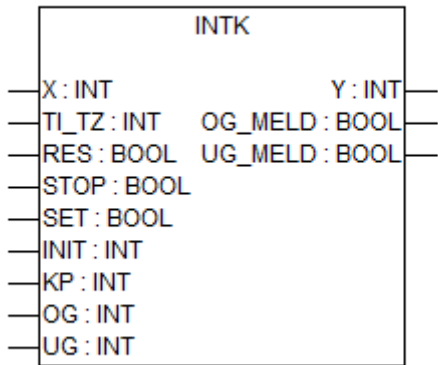 INTK
X : INT Y : INT
TI_TZ : INT OG_MELD : BOOL
RES : BOOL UG_MELD : BOOL
STOP : BOOL
SET : BOOL
INIT : INT
KP : INT
OG : INT
UG : INT